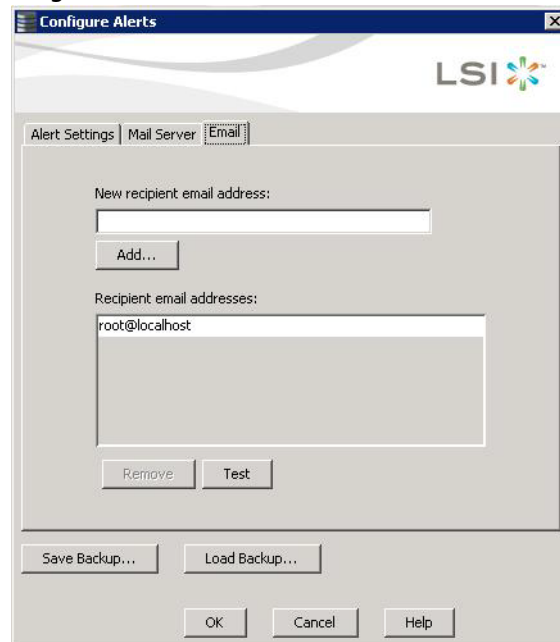 Configure Alerts
LSI
Alert Settings Mail Server Email
New recipient email address:
Add...
Recipient email addresses:
root@localhost
Remove Test
Save Backup... Load Backup...
OK Cancel Help